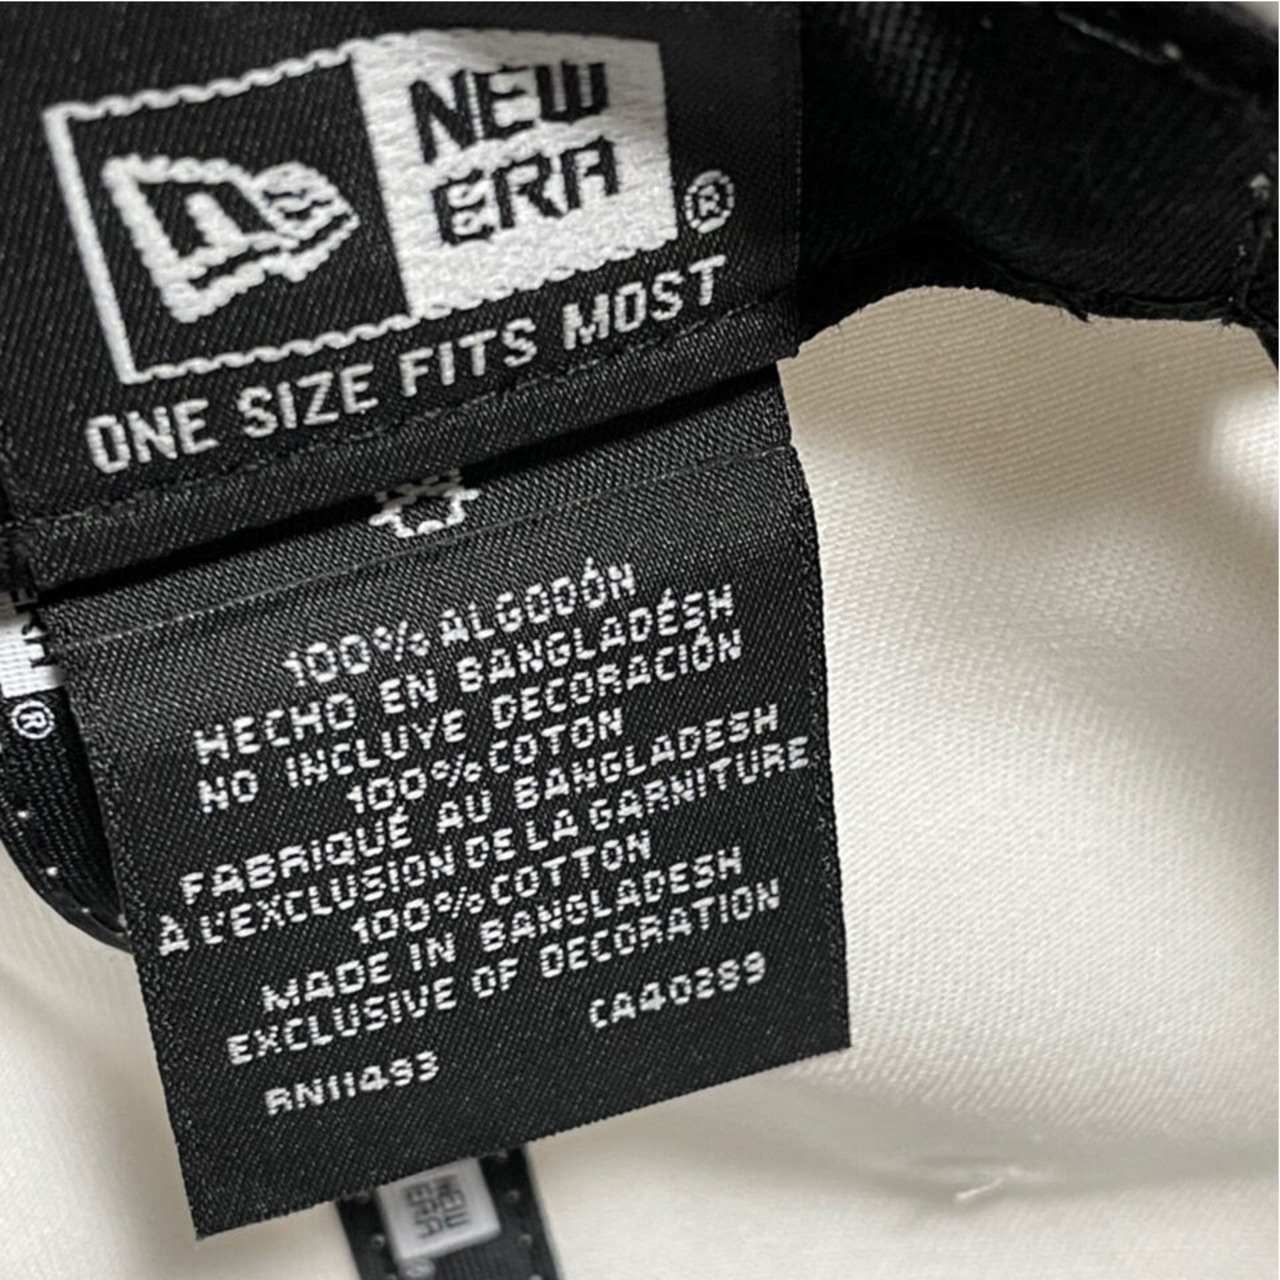 NEW
ERA
®
ONE SIZE FITS MOST
100% ALGODÓN
HECHO EN BANGLADÉSH
NO INCLUYE DECORACIÓN
100% COTON
FABRIQUÉ AU BANGLADESH
A L'EXCLUSION DE LA GARNITURE
100% COTTON
MADE IN BANGLADESH
EXCLUSIVE OF DECORATION
CA40289
RN11493
®
NEW
ERA